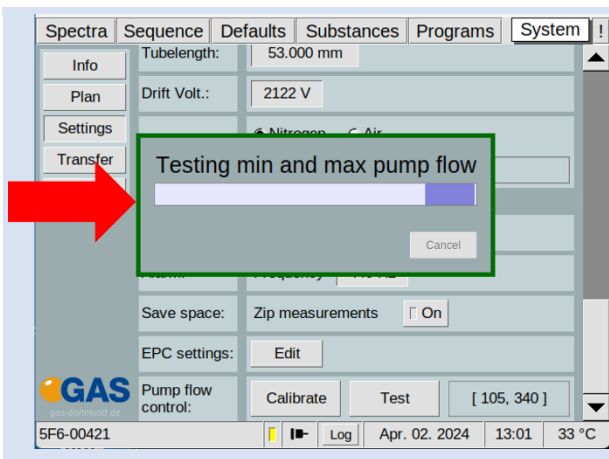 Spectra Sequence Defaults Substances Programs System !
Info
Tubelength: 53.000 mm
Plan
Drift Volt.: 2122 V
Settings
Nitrogen Air
Transfer
Testing min and max pump flow
Cancel
Frequency
Save space: Zip measurements On
EPC settings: Edit
GAS
gas-dortmund.de
Pump flow control: Calibrate Test [ 105, 340 ]
5F6-00421 Log Apr. 02. 2024 13:01 33 °C